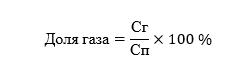 Доля газа = Сг/Сп × 100 %